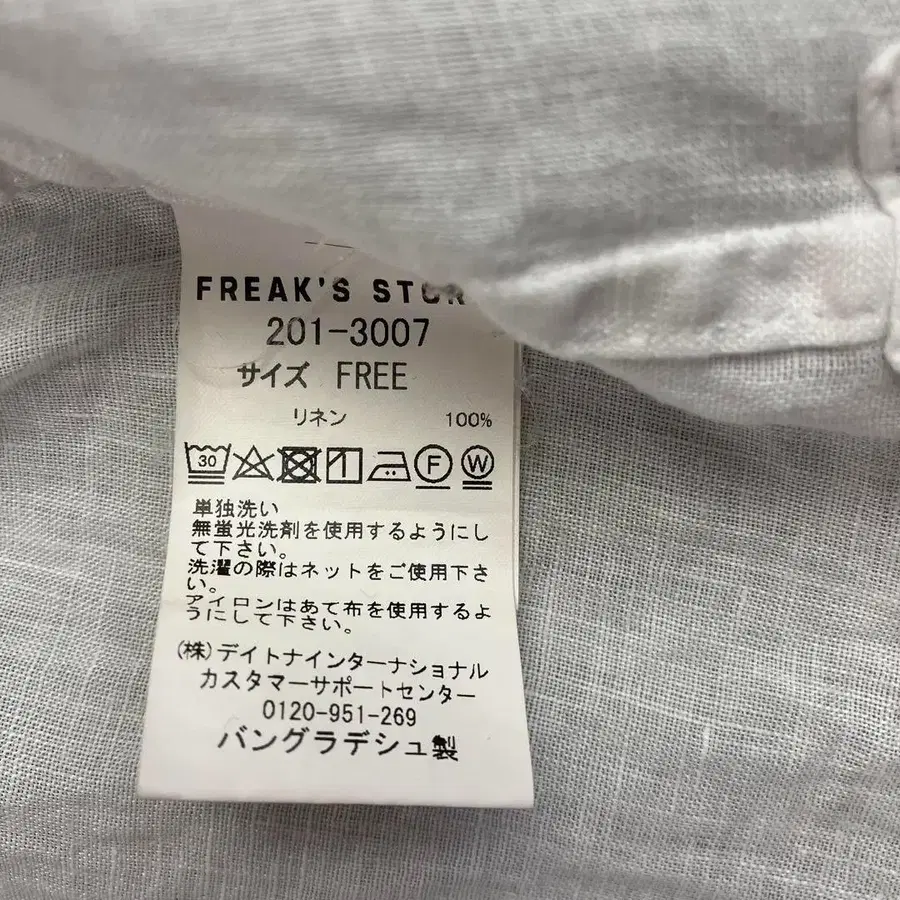 FREAK'S STOR
201-3007
サイズ FREE
リネン 100%
30 F W
単独洗い
無蛍光洗剤を使用するようにし
て下さい。
洗濯の際はネットをご使用下さ
い。
アイロンはあて布を使用するよ
うにして下さい。
(株)デイトナインターナショナル
カスタマーサポートセンター
0120-951-269
バングラデシュ製